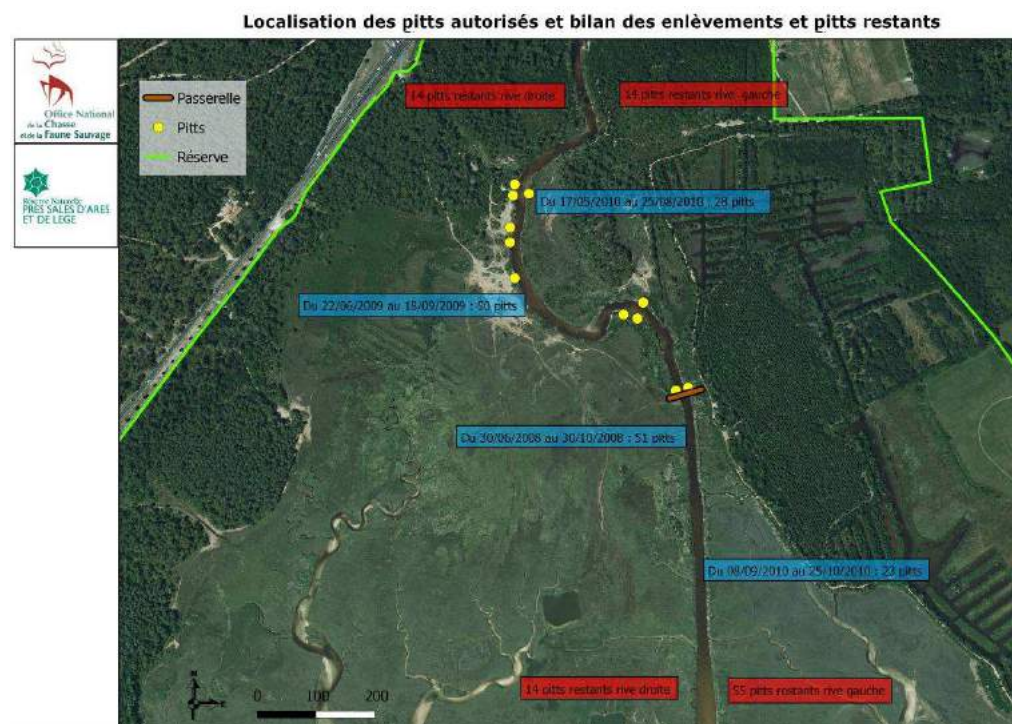 Localisation des pitts autorisés et bilan des enlèvements et pitts restants
Office National
de la Chasse
et de la Faune Sauvage
Réserve Naturelle
PRES SALES D'ARES
ET DE LEGE
Passerelle
Pitts
Réserve
14 pitts restants rive droite
14 pitts restants rive gauche
Du 17/05/2010 au 25/08/2010 : 28 pitts
Du 22/06/2009 au 18/09/2009 : 50 pitts
Du 30/06/2008 au 30/10/2008 : 51 pitts
Du 08/09/2010 au 25/10/2010 : 23 pitts
14 pitts restants rive droite
55 pitts restants rive gauche
N
0 100 200